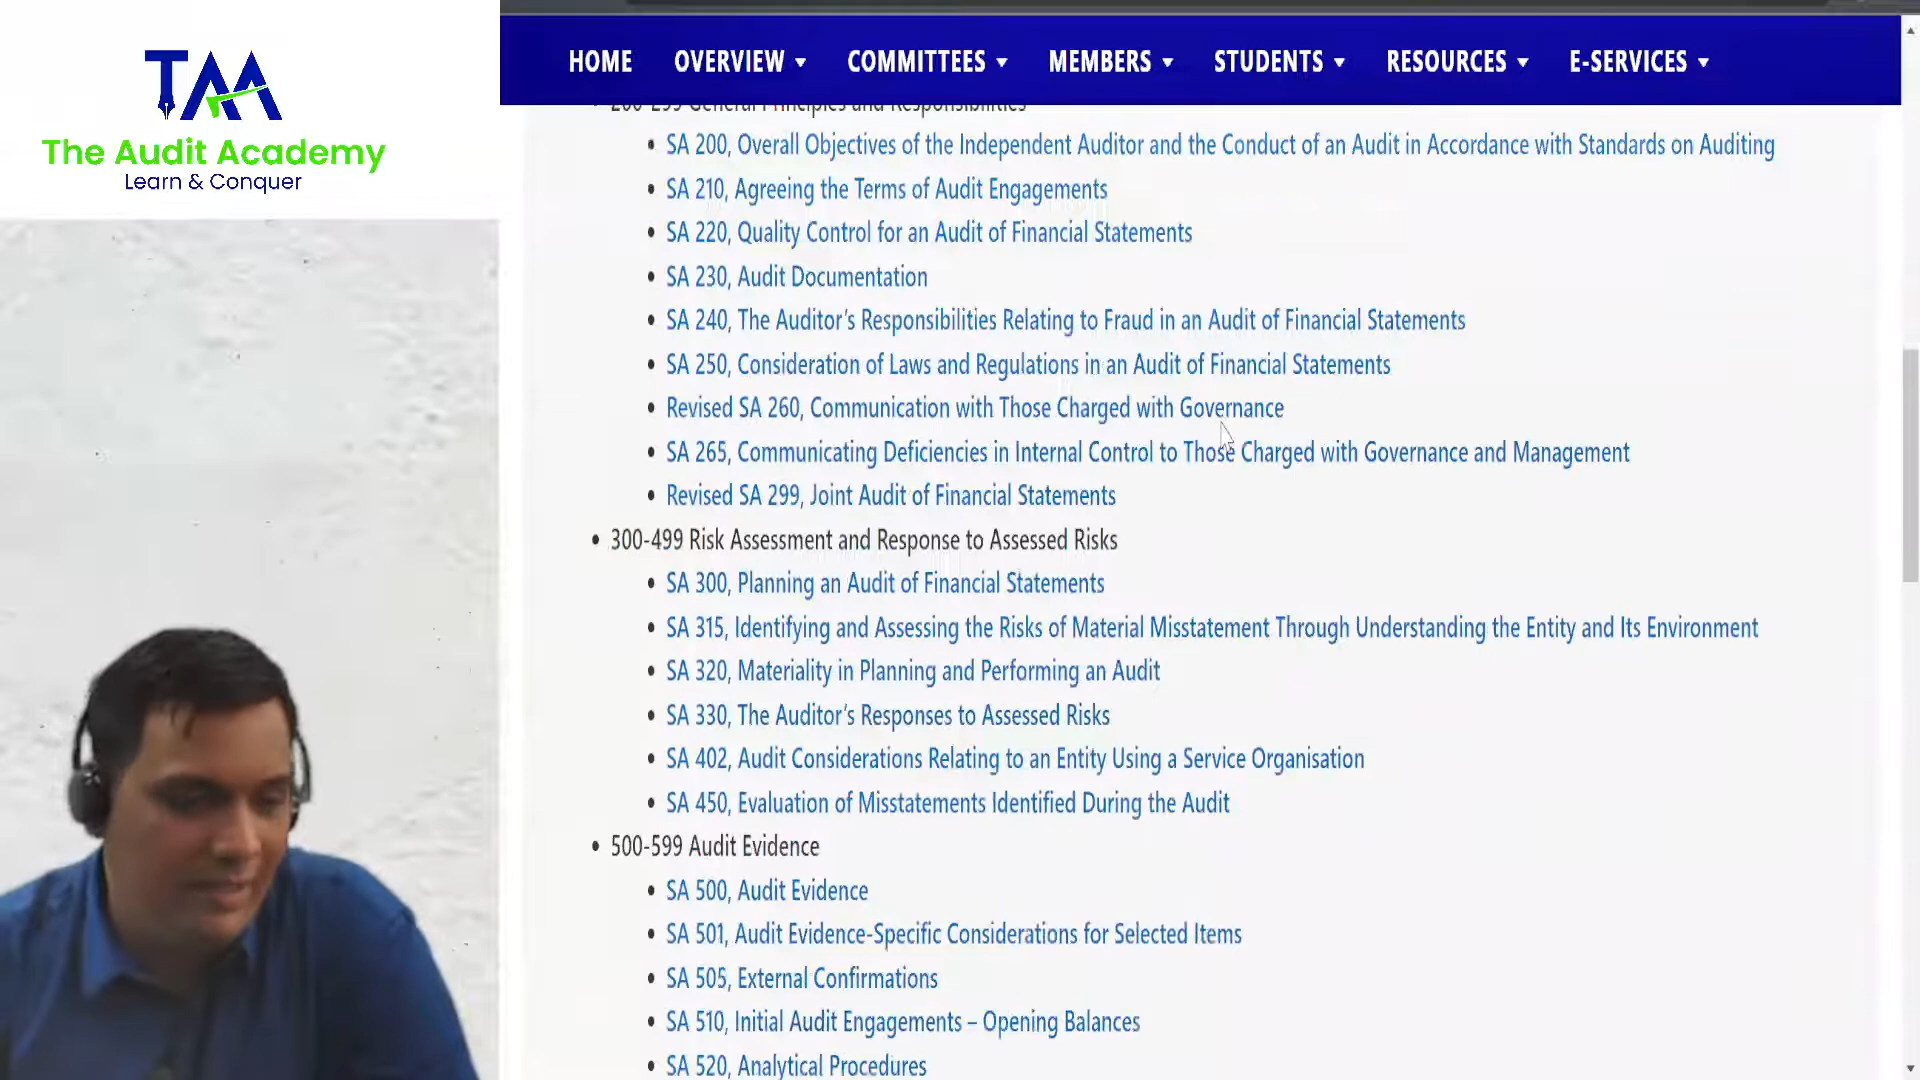 TAA
The Audit Academy
Learn & Conquer
HOME OVERVIEW COMMITTEES MEMBERS STUDENTS RESOURCES E-SERVICES
200-299 General Principles and Responsibilities
SA 200, Overall Objectives of the Independent Auditor and the Conduct of an Audit in Accordance with Standards on Auditing
SA 210, Agreeing the Terms of Audit Engagements
SA 220, Quality Control for an Audit of Financial Statements
SA 230, Audit Documentation
SA 240, The Auditor’s Responsibilities Relating to Fraud in an Audit of Financial Statements
SA 250, Consideration of Laws and Regulations in an Audit of Financial Statements
Revised SA 260, Communication with Those Charged with Governance
SA 265, Communicating Deficiencies in Internal Control to Those Charged with Governance and Management
Revised SA 299, Joint Audit of Financial Statements
300-499 Risk Assessment and Response to Assessed Risks
SA 300, Planning an Audit of Financial Statements
SA 315, Identifying and Assessing the Risks of Material Misstatement Through Understanding the Entity and Its Environment
SA 320, Materiality in Planning and Performing an Audit
SA 330, The Auditor’s Responses to Assessed Risks
SA 402, Audit Considerations Relating to an Entity Using a Service Organisation
SA 450, Evaluation of Misstatements Identified During the Audit
500-599 Audit Evidence
SA 500, Audit Evidence
SA 501, Audit Evidence-Specific Considerations for Selected Items
SA 505, External Confirmations
SA 510, Initial Audit Engagements – Opening Balances
SA 520, Analytical Procedures